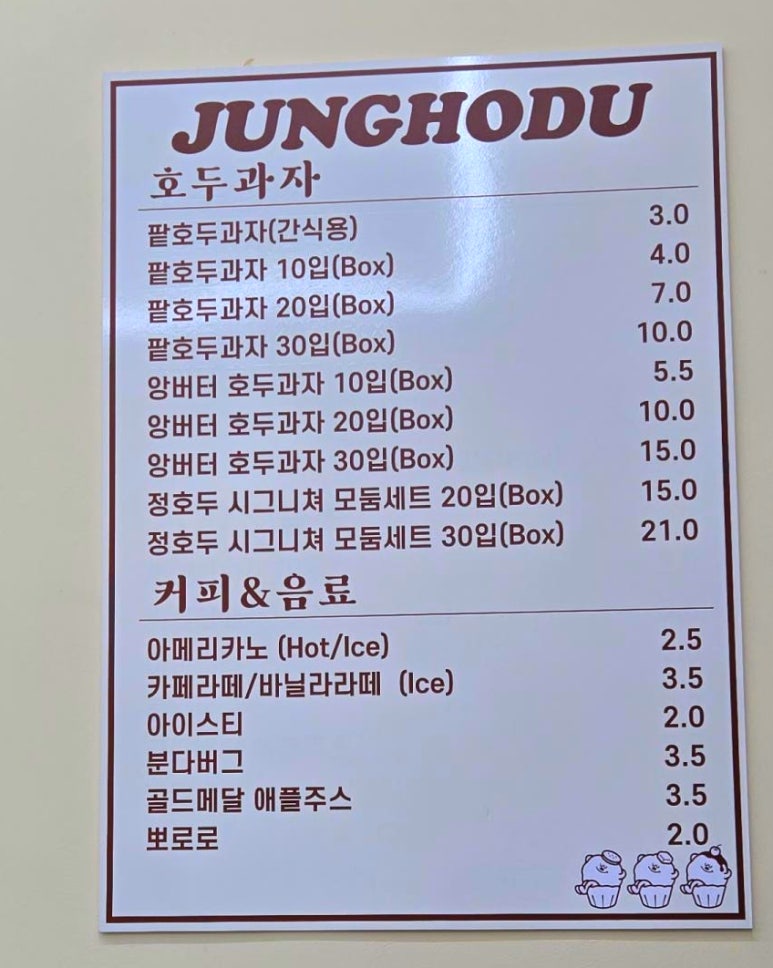 JUNGHODU
호두과자
팥호두과자(간식용) 3.0
팥호두과자 10입(Box) 4.0
팥호두과자 20입(Box) 7.0
팥호두과자 30입(Box) 10.0
앙버터 호두과자 10입(Box) 5.5
앙버터 호두과자 20입(Box) 10.0
앙버터 호두과자 30입(Box) 15.0
정호두 시그니쳐 모둠세트 20입(Box) 15.0
정호두 시그니쳐 모둠세트 30입(Box) 21.0
커피&음료
아메리카노 (Hot/Ice) 2.5
카페라떼/바닐라라떼 (Ice) 3.5
아이스티 2.0
분다버그 3.5
골드메달 애플주스 3.5
뽀로로 2.0